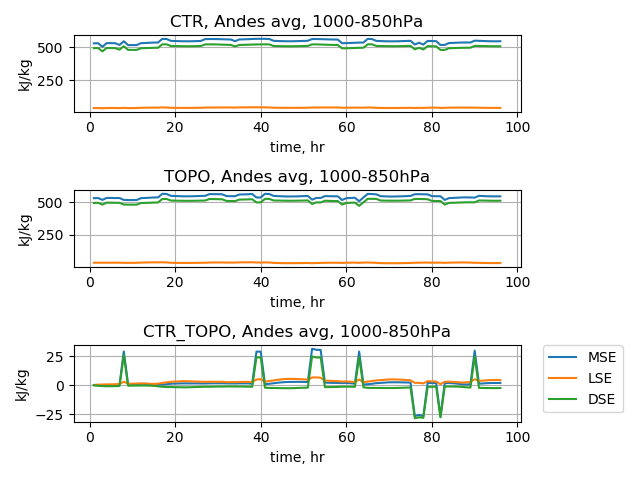 CTR, Andes avg, 1000-850hPa
kJ/kg
500
250
0 20 40 60 80 100
time, hr
TOPO, Andes avg, 1000-850hPa
kJ/kg
500
250
0 20 40 60 80 100
time, hr
CTR_TOPO, Andes avg, 1000-850hPa
kJ/kg
25
0
−25
0 20 40 60 80 100
time, hr
MSE
LSE
DSE